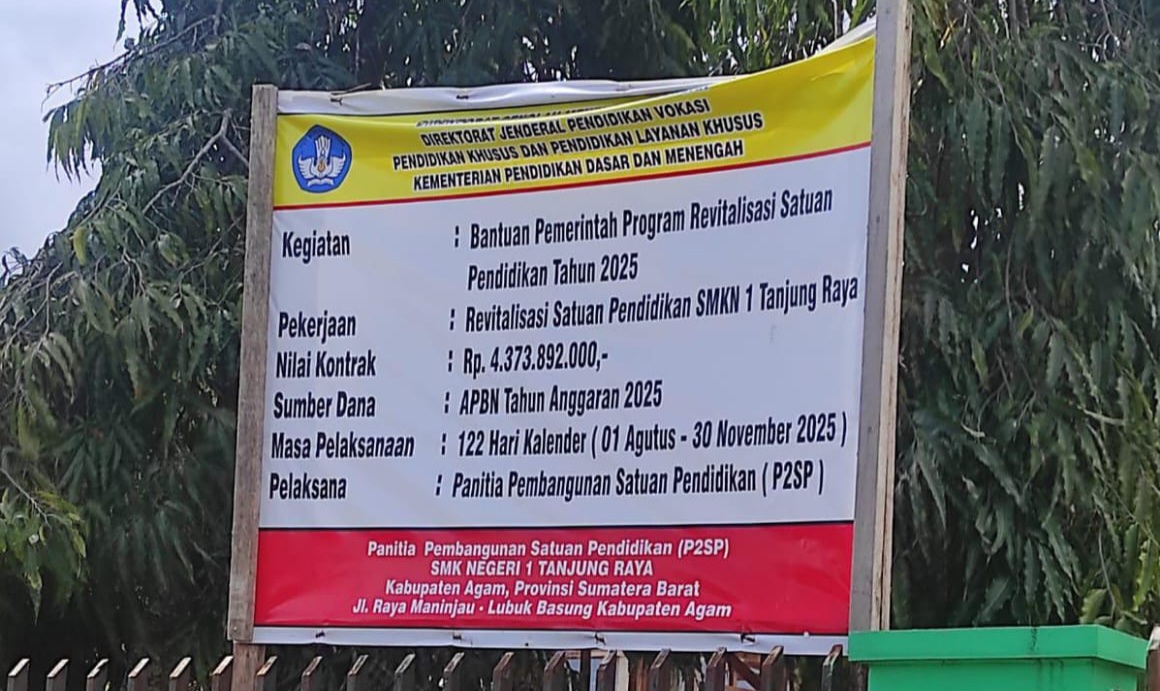 DIREKTORAT JENDERAL PENDIDIKAN VOKASI
PENDIDIKAN KHUSUS DAN PENDIDIKAN LAYANAN KHUSUS
KEMENTERIAN PENDIDIKAN DASAR DAN MENENGAH
Kegiatan : Bantuan Pemerintah Program Revitalisasi Satuan
Pendidikan Tahun 2025
Pekerjaan : Revitalisasi Satuan Pendidikan SMKN 1 Tanjung Raya
Nilai Kontrak : Rp. 4.373.892.000,-
Sumber Dana : APBN Tahun Anggaran 2025
Masa Pelaksanaan : 122 Hari Kalender ( 01 Agutus - 30 November 2025 )
Pelaksana : Panitia Pembangunan Satuan Pendidikan ( P2SP )
Panitia Pembangunan Satuan Pendidikan (P2SP)
SMK NEGERI 1 TANJUNG RAYA
Kabupaten Agam, Provinsi Sumatera Barat
Jl. Raya Maninjau - Lubuk Basung Kabupaten Agam